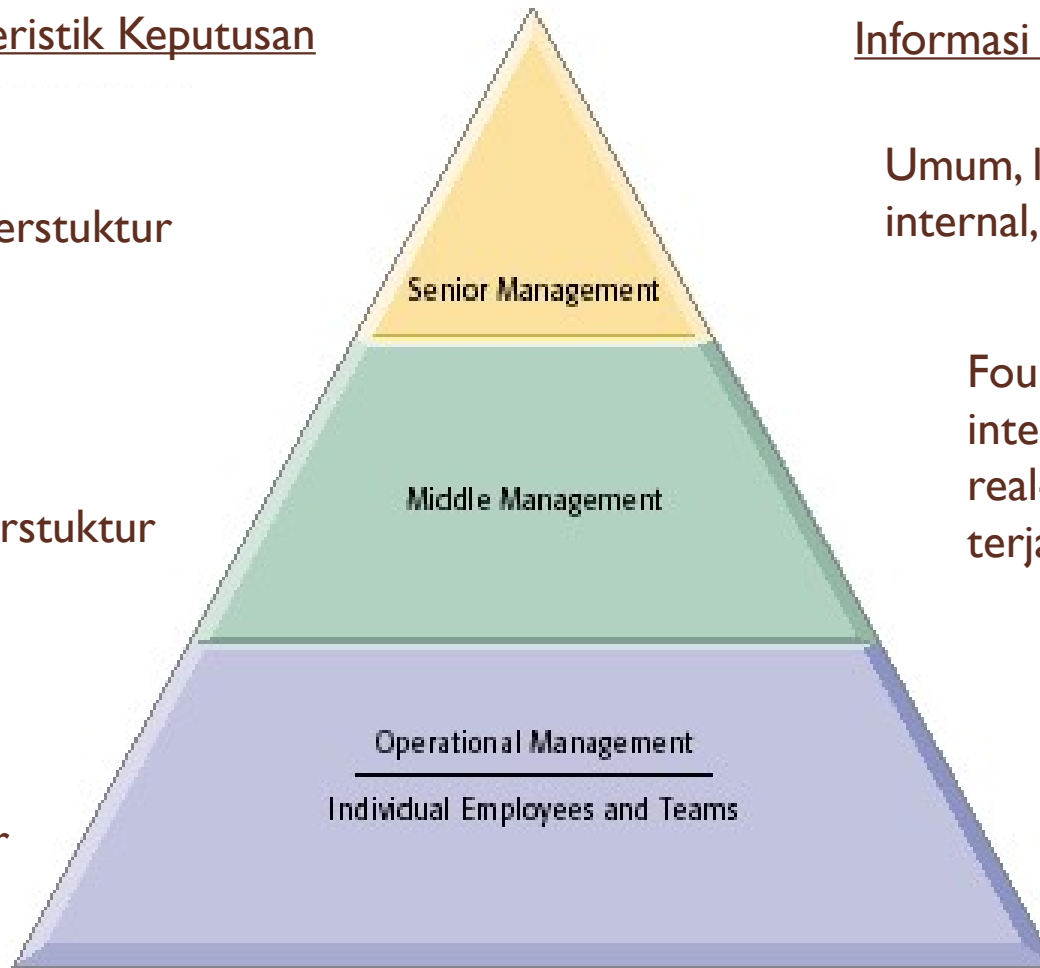 eristik Keputusan
Informasi
Umum, l
internal,
erstuktur
Senior Management
Fou
inte
real-
terja
Middle Management
rstuktur
Operational Management
Individual Employees and Teams
r